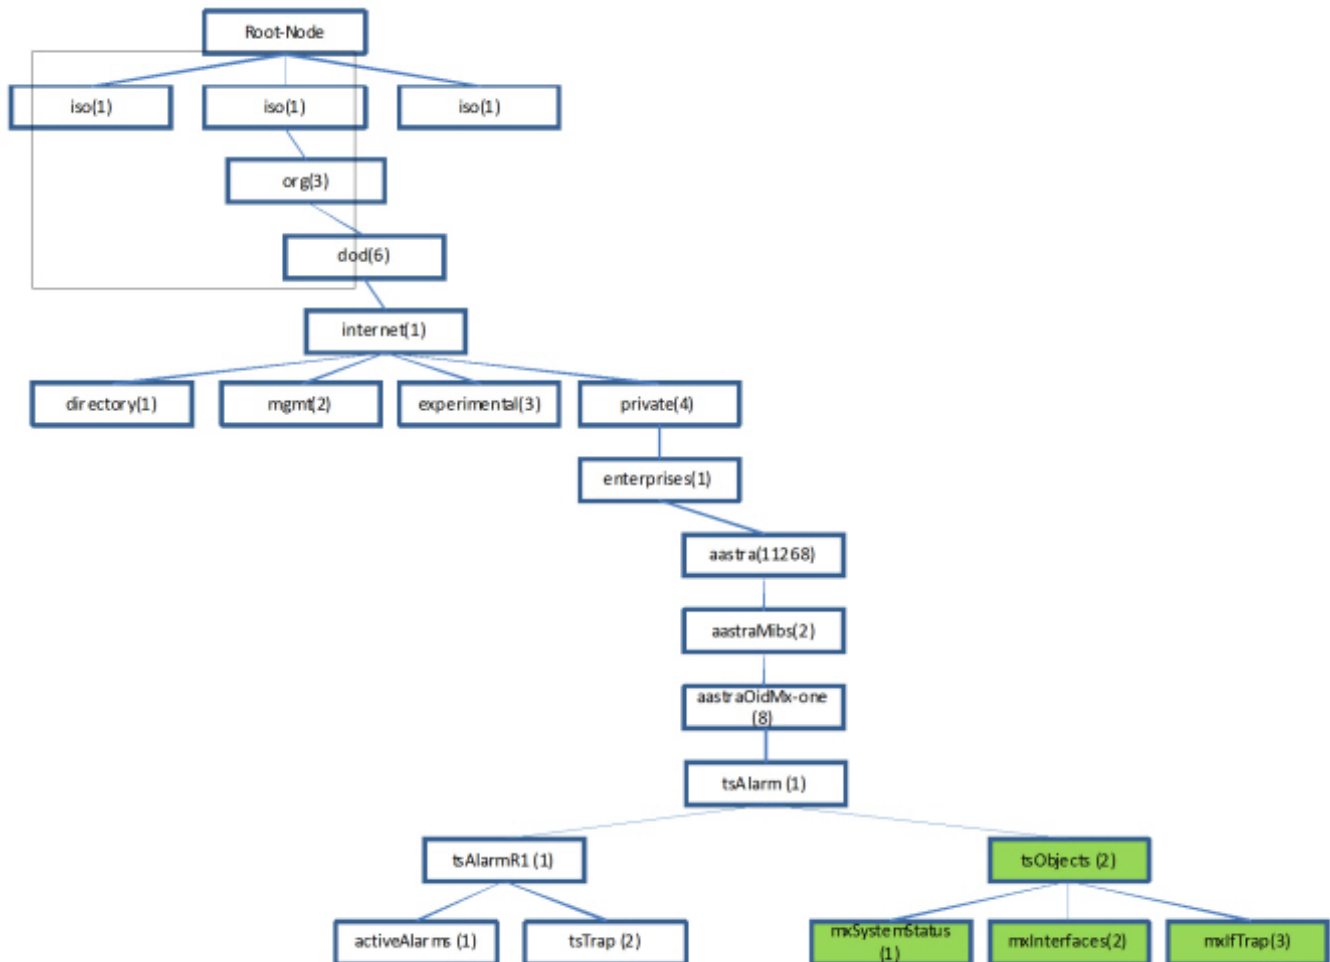 Root-Node
iso(1)
iso(1)
iso(1)
org(3)
dod(6)
internet(1)
directory(1)
mgmt(2)
experimental(3)
private(4)
enterprises(1)
aastra(11268)
aastraMibs(2)
aastraOidMx-one
(8)
tsAlarm (1)
tsAlarmR1 (1)
tsObjects (2)
activeAlarms (1)
tsTrap (2)
mxSystemStatus
(1)
mxInterfaces(2)
mxIfTrap(3)